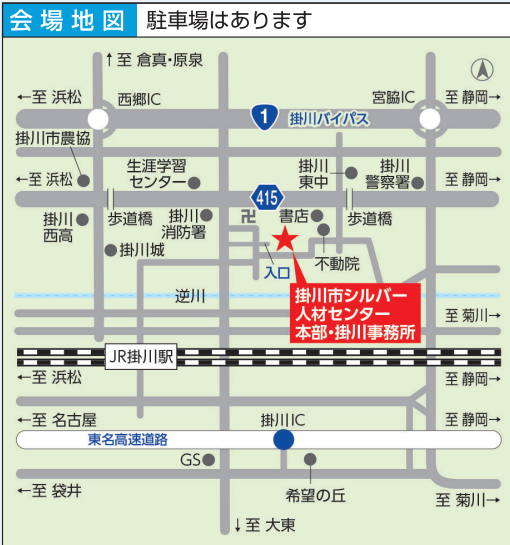 会場地図 駐車場はあります
↑至 倉真・原泉
←至 浜松
西郷IC
1
掛川バイパス
宮脇IC
至 静岡→
掛川市農協
←至 浜松
生涯学習
センター
掛川
東中
掛川
警察署
至 静岡→
415
掛川
西高
歩道橋
掛川
消防署
卍
書店
歩道橋
掛川城
入口
不動院
逆川
掛川市シルバー
人材センター
本部・掛川事務所
至 菊川→
JR掛川駅
←至 浜松
至 静岡→
←至 名古屋
掛川IC
至 静岡→
東名高速道路
GS
希望の丘
←至 袋井
至 菊川→
↓至 大東